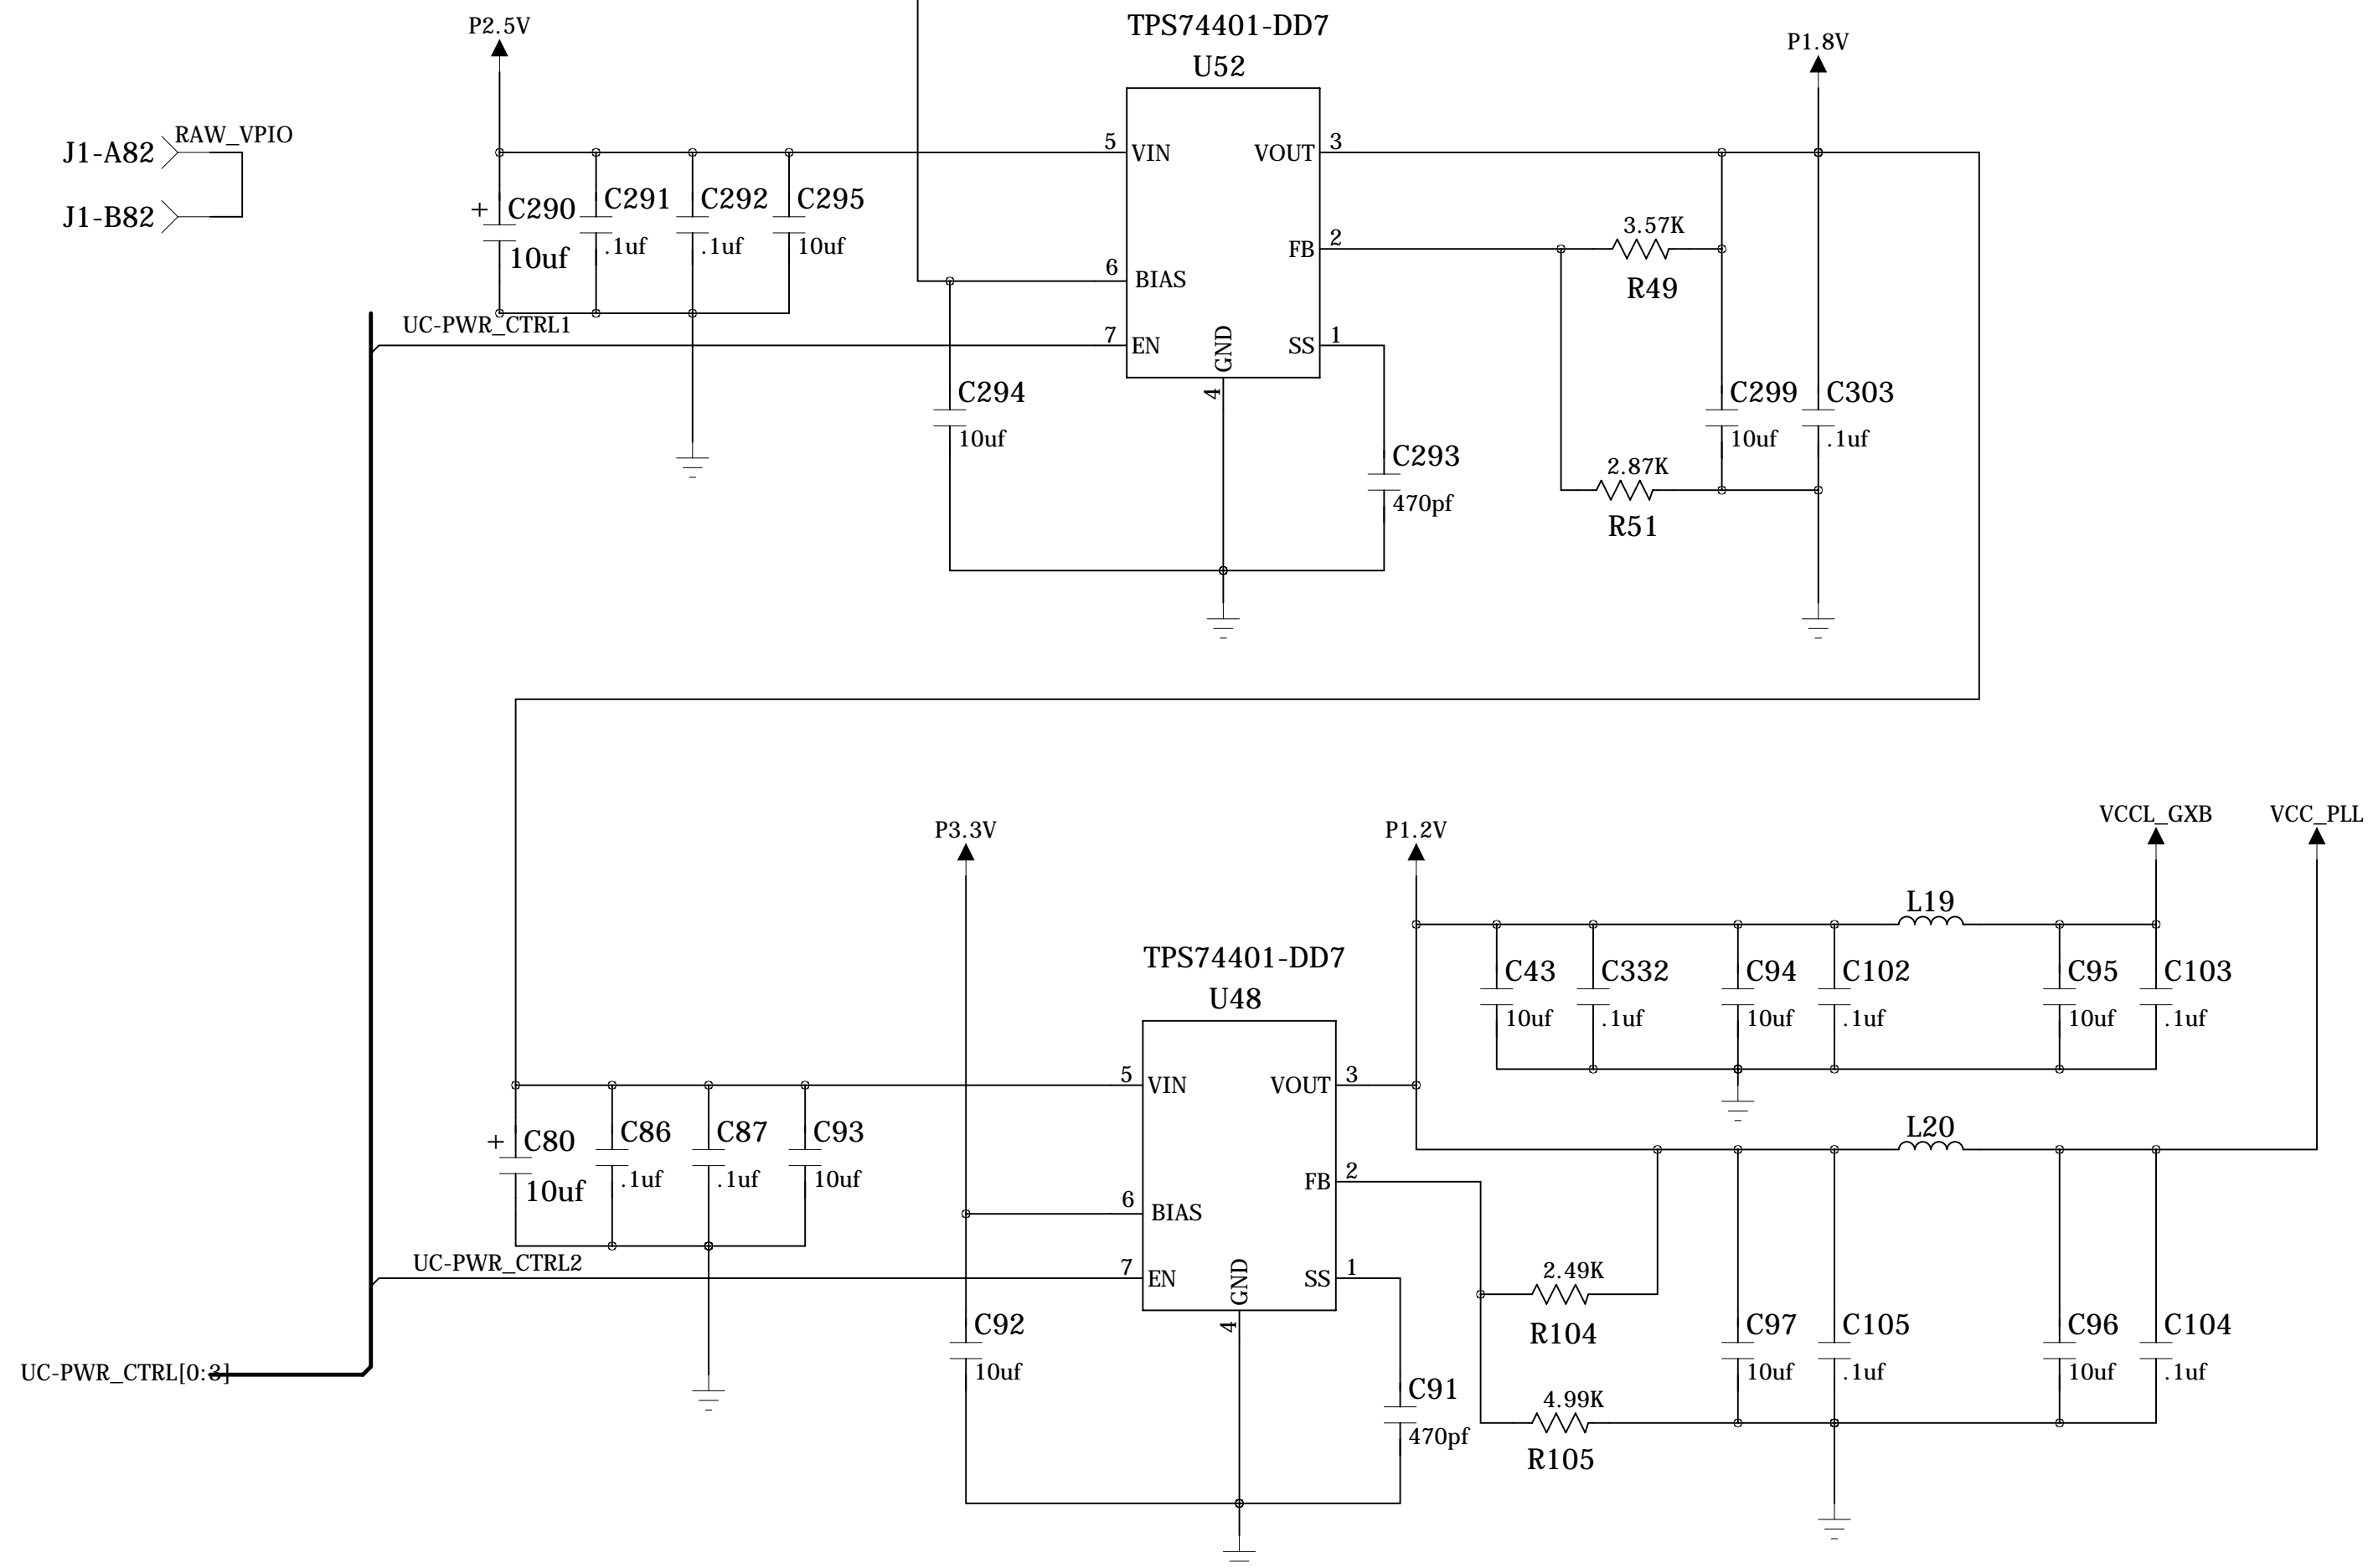 P2.5V
TPS74401-DD7
U52
P1.8V
RAW_VPIO
J1-A82
J1-B82
5
VIN
VOUT
3
+
C290
10uf
C291
.1uf
C292
.1uf
C295
10uf
6
BIAS
FB
2
3.57K
R49
UC-PWR_CTRL1
7
EN
GND
4
SS
1
C294
10uf
C293
470pf
C299
10uf
C303
.1uf
2.87K
R51
P3.3V
P1.2V
VCCL_GXB
VCC_PLL
L19
TPS74401-DD7
U48
C43
10uf
C332
.1uf
C94
10uf
C102
.1uf
C95
10uf
C103
.1uf
5
VIN
VOUT
3
L20
+
C80
10uf
C86
.1uf
C87
.1uf
C93
10uf
6
BIAS
FB
2
UC-PWR_CTRL2
7
EN
GND
4
SS
1
2.49K
R104
C92
10uf
C91
470pf
4.99K
R105
C97
10uf
C105
.1uf
C96
10uf
C104
.1uf
UC-PWR_CTRL[0:3]